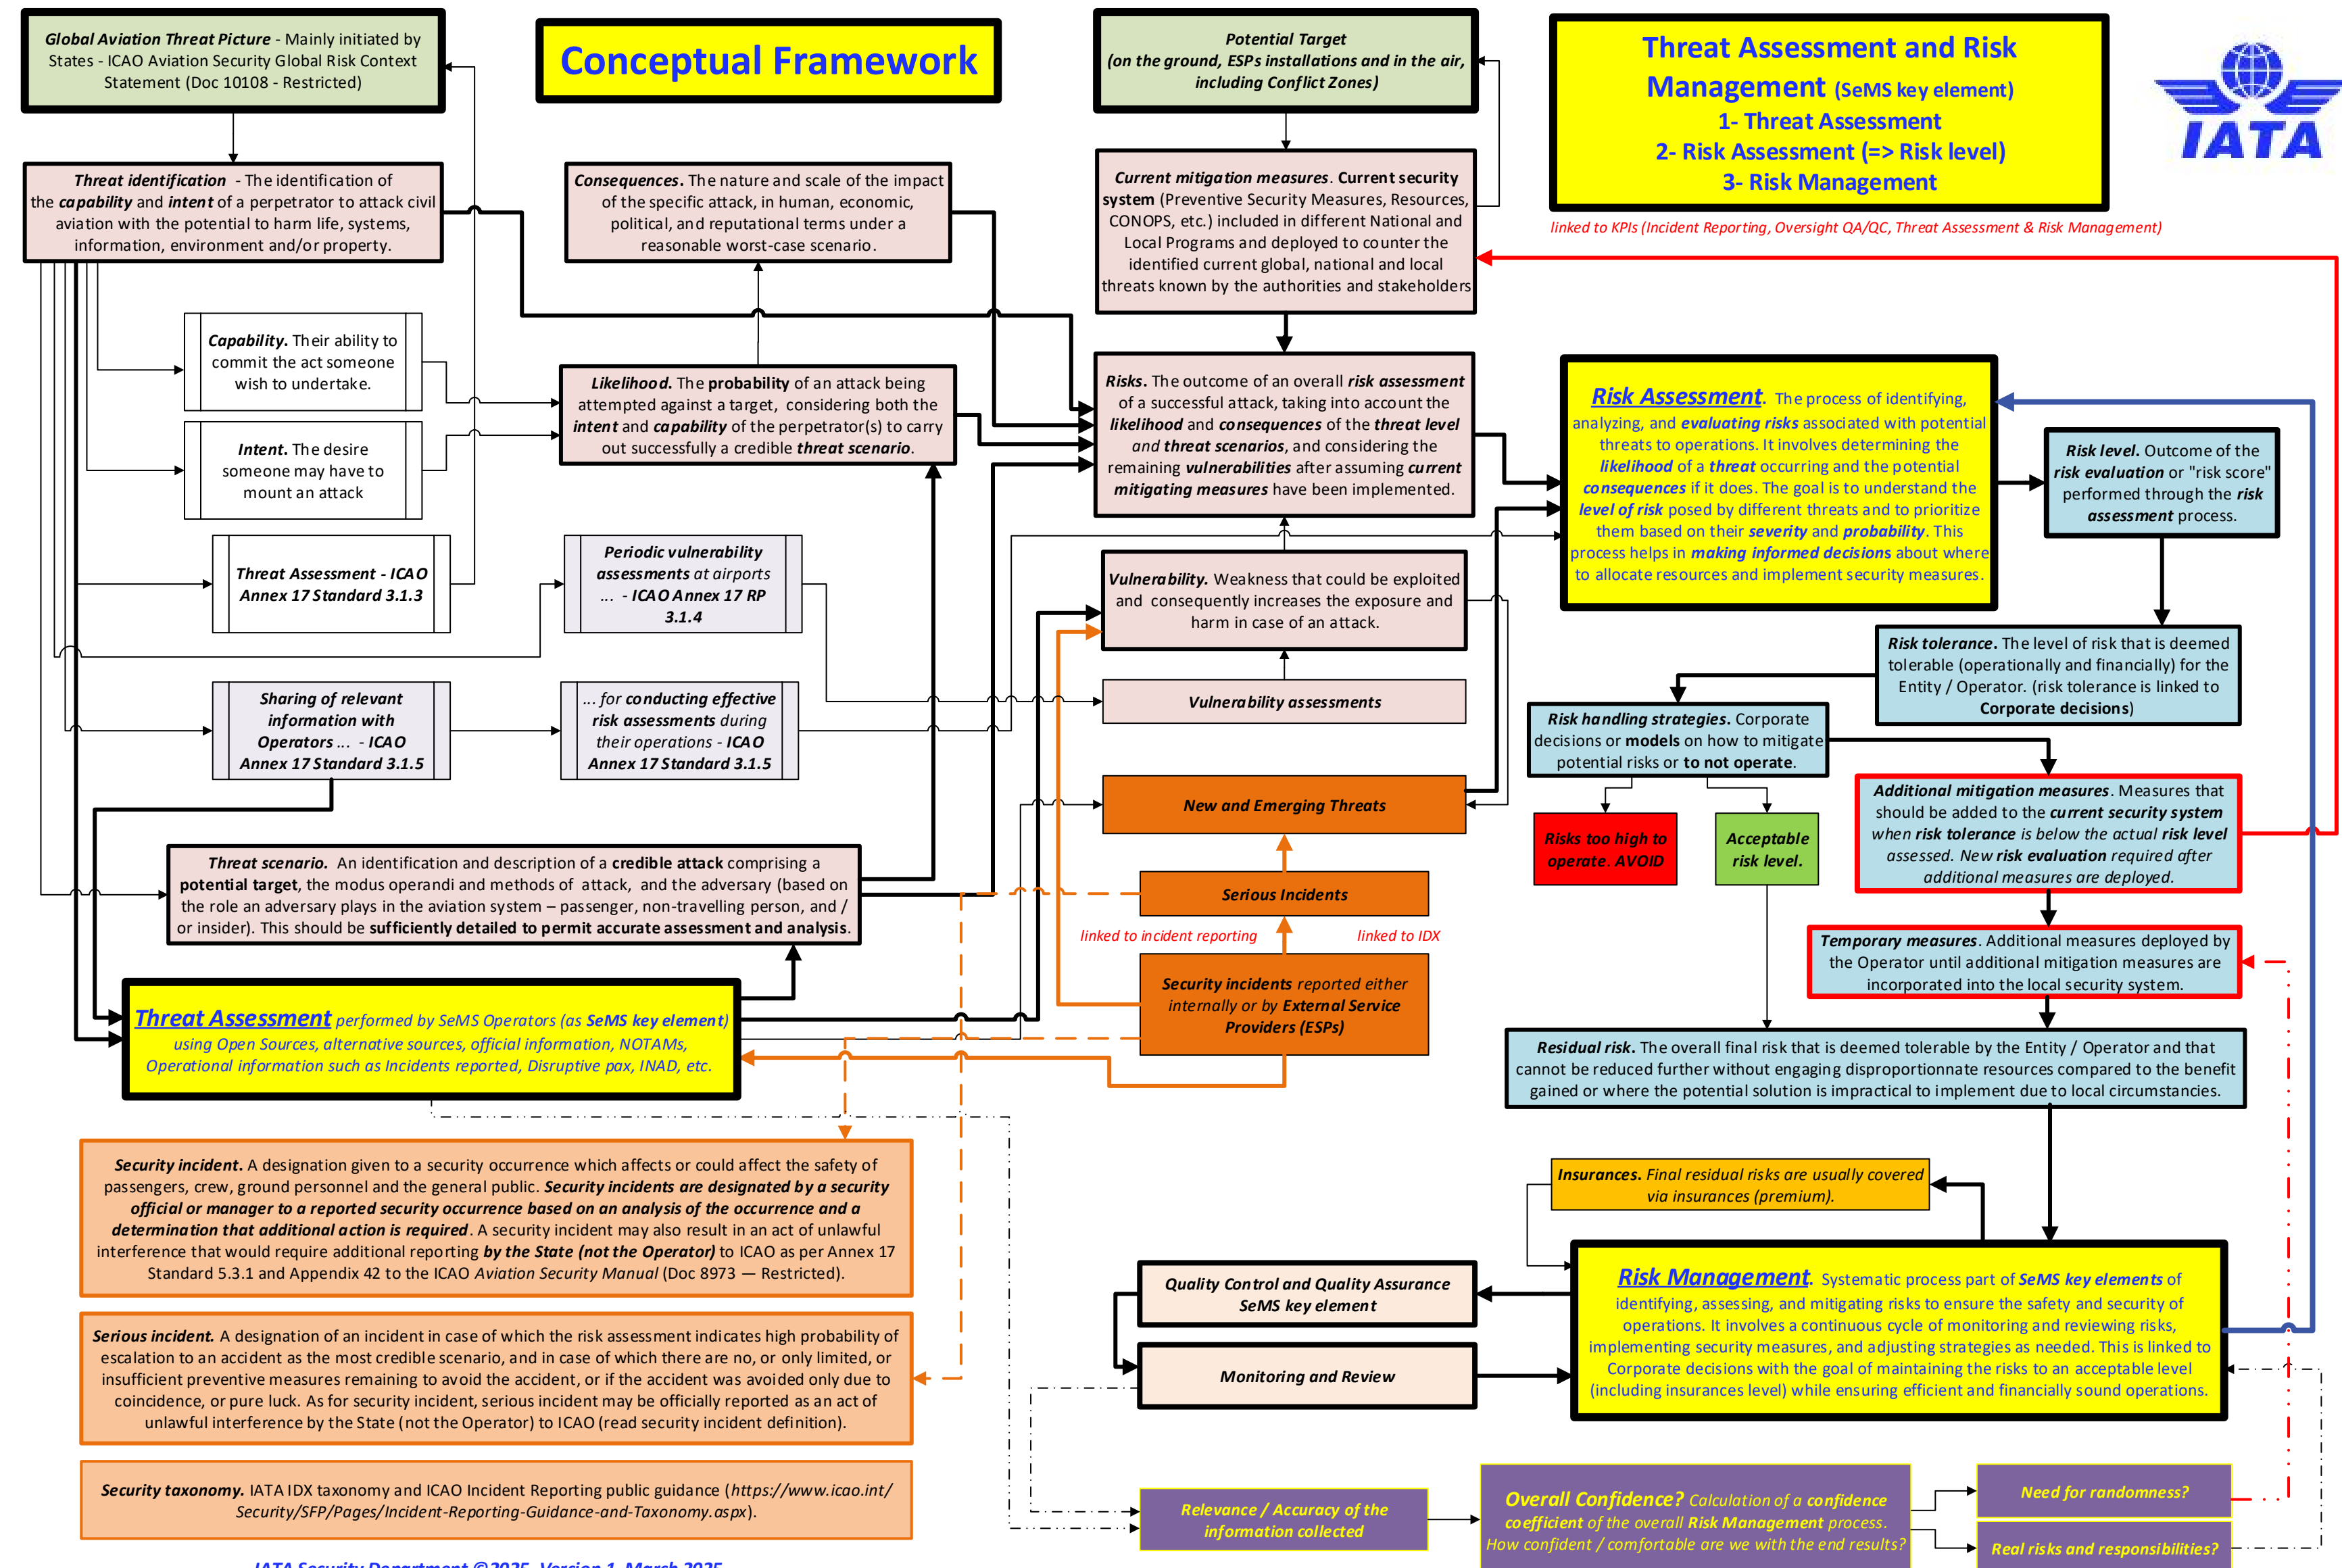 Global Aviation Threat Picture - Mainly initiated by
States - ICAO Aviation Security Global Risk Context
Statement (Doc 10108 - Restricted)
Conceptual Framework
Potential Target
(on the ground, ESPs installations and in the air,
including Conflict Zones)
Threat Assessment and Risk
Management (SeMS key element)
1- Threat Assessment
2- Risk Assessment (=> Risk level)
3- Risk Management
IATA
linked to KPIs (Incident Reporting, Oversight QA/QC, Threat Assessment & Risk Management)
Threat identification - The identification of
the capability and intent of a perpetrator to attack civil
aviation with the potential to harm life, systems,
information, environment and/or property.
Consequences. The nature and scale of the impact
of the specific attack, in human, economic,
political, and reputational terms under a
reasonable worst-case scenario.
Current mitigation measures. Current security
system (Preventive Security Measures, Resources,
CONOPS, etc.) included in different National and
Local Programs and deployed to counter the
identified current global, national and local
threats known by the authorities and stakeholders
Capability. Their ability to
commit the act someone
wish to undertake.
Intent. The desire
someone may have to
mount an attack
Likelihood. The probability of an attack being
attempted against a target, considering both the
intent and capability of the perpetrator(s) to carry
out successfully a credible threat scenario.
Risks. The outcome of an overall risk assessment
of a successful attack, taking into account the
likelihood and consequences of the threat level
and threat scenarios, and considering the
remaining vulnerabilities after assuming current
mitigating measures have been implemented.
Risk Assessment. The process of identifying,
analyzing, and evaluating risks associated with potential
threats to operations. It involves determining the
likelihood of a threat occurring and the potential
consequences if it does. The goal is to understand the
level of risk posed by different threats and to prioritize
them based on their severity and probability. This
process helps in making informed decisions about where
to allocate resources and implement security measures.
Risk level. Outcome of the
risk evaluation or "risk score"
performed through the risk
assessment process.
Threat Assessment - ICAO
Annex 17 Standard 3.1.3
Periodic vulnerability
assessments at airports
... - ICAO Annex 17 RP
3.1.4
Vulnerability. Weakness that could be exploited
and consequently increases the exposure and
harm in case of an attack.
Risk tolerance. The level of risk that is deemed
tolerable (operationally and financially) for the
Entity / Operator. (risk tolerance is linked to
Corporate decisions)
Sharing of relevant
information with
Operators ... - ICAO
Annex 17 Standard 3.1.5
... for conducting effective
risk assessments during
their operations - ICAO
Annex 17 Standard 3.1.5
Vulnerability assessments
Risk handling strategies. Corporate
decisions or models on how to mitigate
potential risks or to not operate.
New and Emerging Threats
Risks too high to
operate. AVOID
Acceptable
risk level.
Additional mitigation measures. Measures that
should be added to the current security system
when risk tolerance is below the actual risk level
assessed. New risk evaluation required after
additional measures are deployed.
Threat scenario. An identification and description of a credible attack comprising a
potential target, the modus operandi and methods of attack, and the adversary (based on
the role an adversary plays in the aviation system – passenger, non-travelling person, and /
or insider). This should be sufficiently detailed to permit accurate assessment and analysis.
Serious Incidents
linked to incident reporting
linked to IDX
Security incidents reported either
internally or by External Service
Providers (ESPs)
Temporary measures. Additional measures deployed by
the Operator until additional mitigation measures are
incorporated into the local security system.
Threat Assessment performed by SeMS Operators (as SeMS key element)
using Open Sources, alternative sources, official information, NOTAMs,
Operational information such as Incidents reported, Disruptive pax, INAD, etc.
Residual risk. The overall final risk that is deemed tolerable by the Entity / Operator and that
cannot be reduced further without engaging disproportionnate resources compared to the benefit
gained or where the potential solution is impractical to implement due to local circumstancies.
Security incident. A designation given to a security occurrence which affects or could affect the safety of
passengers, crew, ground personnel and the general public. Security incidents are designated by a security
official or manager to a reported security occurrence based on an analysis of the occurrence and a
determination that additional action is required. A security incident may also result in an act of unlawful
interference that would require additional reporting by the State (not the Operator) to ICAO as per Annex 17
Standard 5.3.1 and Appendix 42 to the ICAO Aviation Security Manual (Doc 8973 — Restricted).
Insurances. Final residual risks are usually covered
via insurances (premium).
Quality Control and Quality Assurance
SeMS key element
Monitoring and Review
Risk Management. Systematic process part of SeMS key elements of
identifying, assessing, and mitigating risks to ensure the safety and security of
operations. It involves a continuous cycle of monitoring and reviewing risks,
implementing security measures, and adjusting strategies as needed. This is linked to
Corporate decisions with the goal of maintaining the risks to an acceptable level
(including insurances level) while ensuring efficient and financially sound operations.
Serious incident. A designation of an incident in case of which the risk assessment indicates high probability of
escalation to an accident as the most credible scenario, and in case of which there are no, or only limited, or
insufficient preventive measures remaining to avoid the accident, or if the accident was avoided only due to
coincidence, or pure luck. As for security incident, serious incident may be officially reported as an act of
unlawful interference by the State (not the Operator) to ICAO (read security incident definition).
Security taxonomy. IATA IDX taxonomy and ICAO Incident Reporting public guidance (https://www.icao.int/
Security/SFP/Pages/Incident-Reporting-Guidance-and-Taxonomy.aspx).
Relevance / Accuracy of the
information collected
Overall Confidence? Calculation of a confidence
coefficient of the overall Risk Management process.
How confident / comfortable are we with the end results?
Need for randomness?
Real risks and responsibilities?
IATA Security Department ©2025, Version 1, March 2025